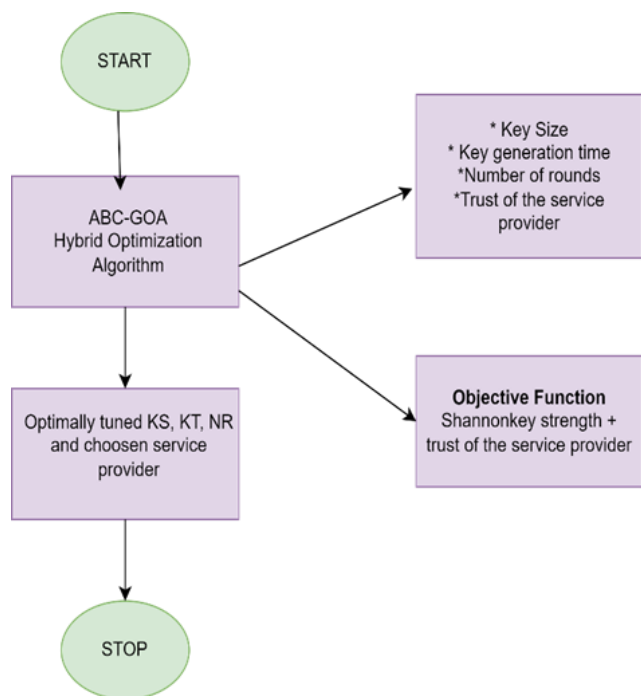 START
* Key Size
* Key generation time
*Number of rounds
*Trust of the service
provider
ABC-GOA
Hybrid Optimization
Algorithm
Objective Function
Shannonkey strength +
trust of the service provider
Optimally tuned KS, KT, NR
and choosen service
provider
STOP